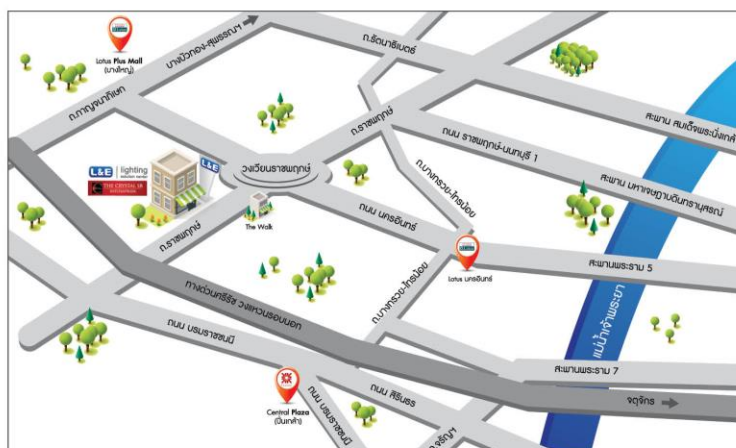 Lotus Plus Mall
(บางใหญ่)
บางบัวทอง-สุพรรณฯ
ถ.กาญจนาภิเษก
ถ.รัตนาธิเบศร์
สะพาน สมเด็จพระนั่งเกล้า
ถ.ราชพฤกษ์
ถนน ราชพฤกษ์-นนทบุรี 1
สะพาน มหาเจษฎาบดินทรานุสรณ์
L&E
lighting
solution center
THE CRYSTAL SB
RATCHAPRUEK
L&E
วงเวียนราชพฤกษ์
ถ.บางกรวย-ไทรน้อย
The Walk
ถนน นครอินทร์
ถ.ราชพฤกษ์
Lotus นครอินทร์
สะพานพระราม 5
ทางด่วนศรีรัช วงแหวนรอบนอก
ถ.บางกรวย-ไทรน้อย
แม่น้ำเจ้าพระยา
ถนน บรมราชชนนี
สะพานพระราม 7
จตุจักร
Central Plaza
(ปิ่นเกล้า)
ถนน บรมราชชนนี
ถนน สิรินธร